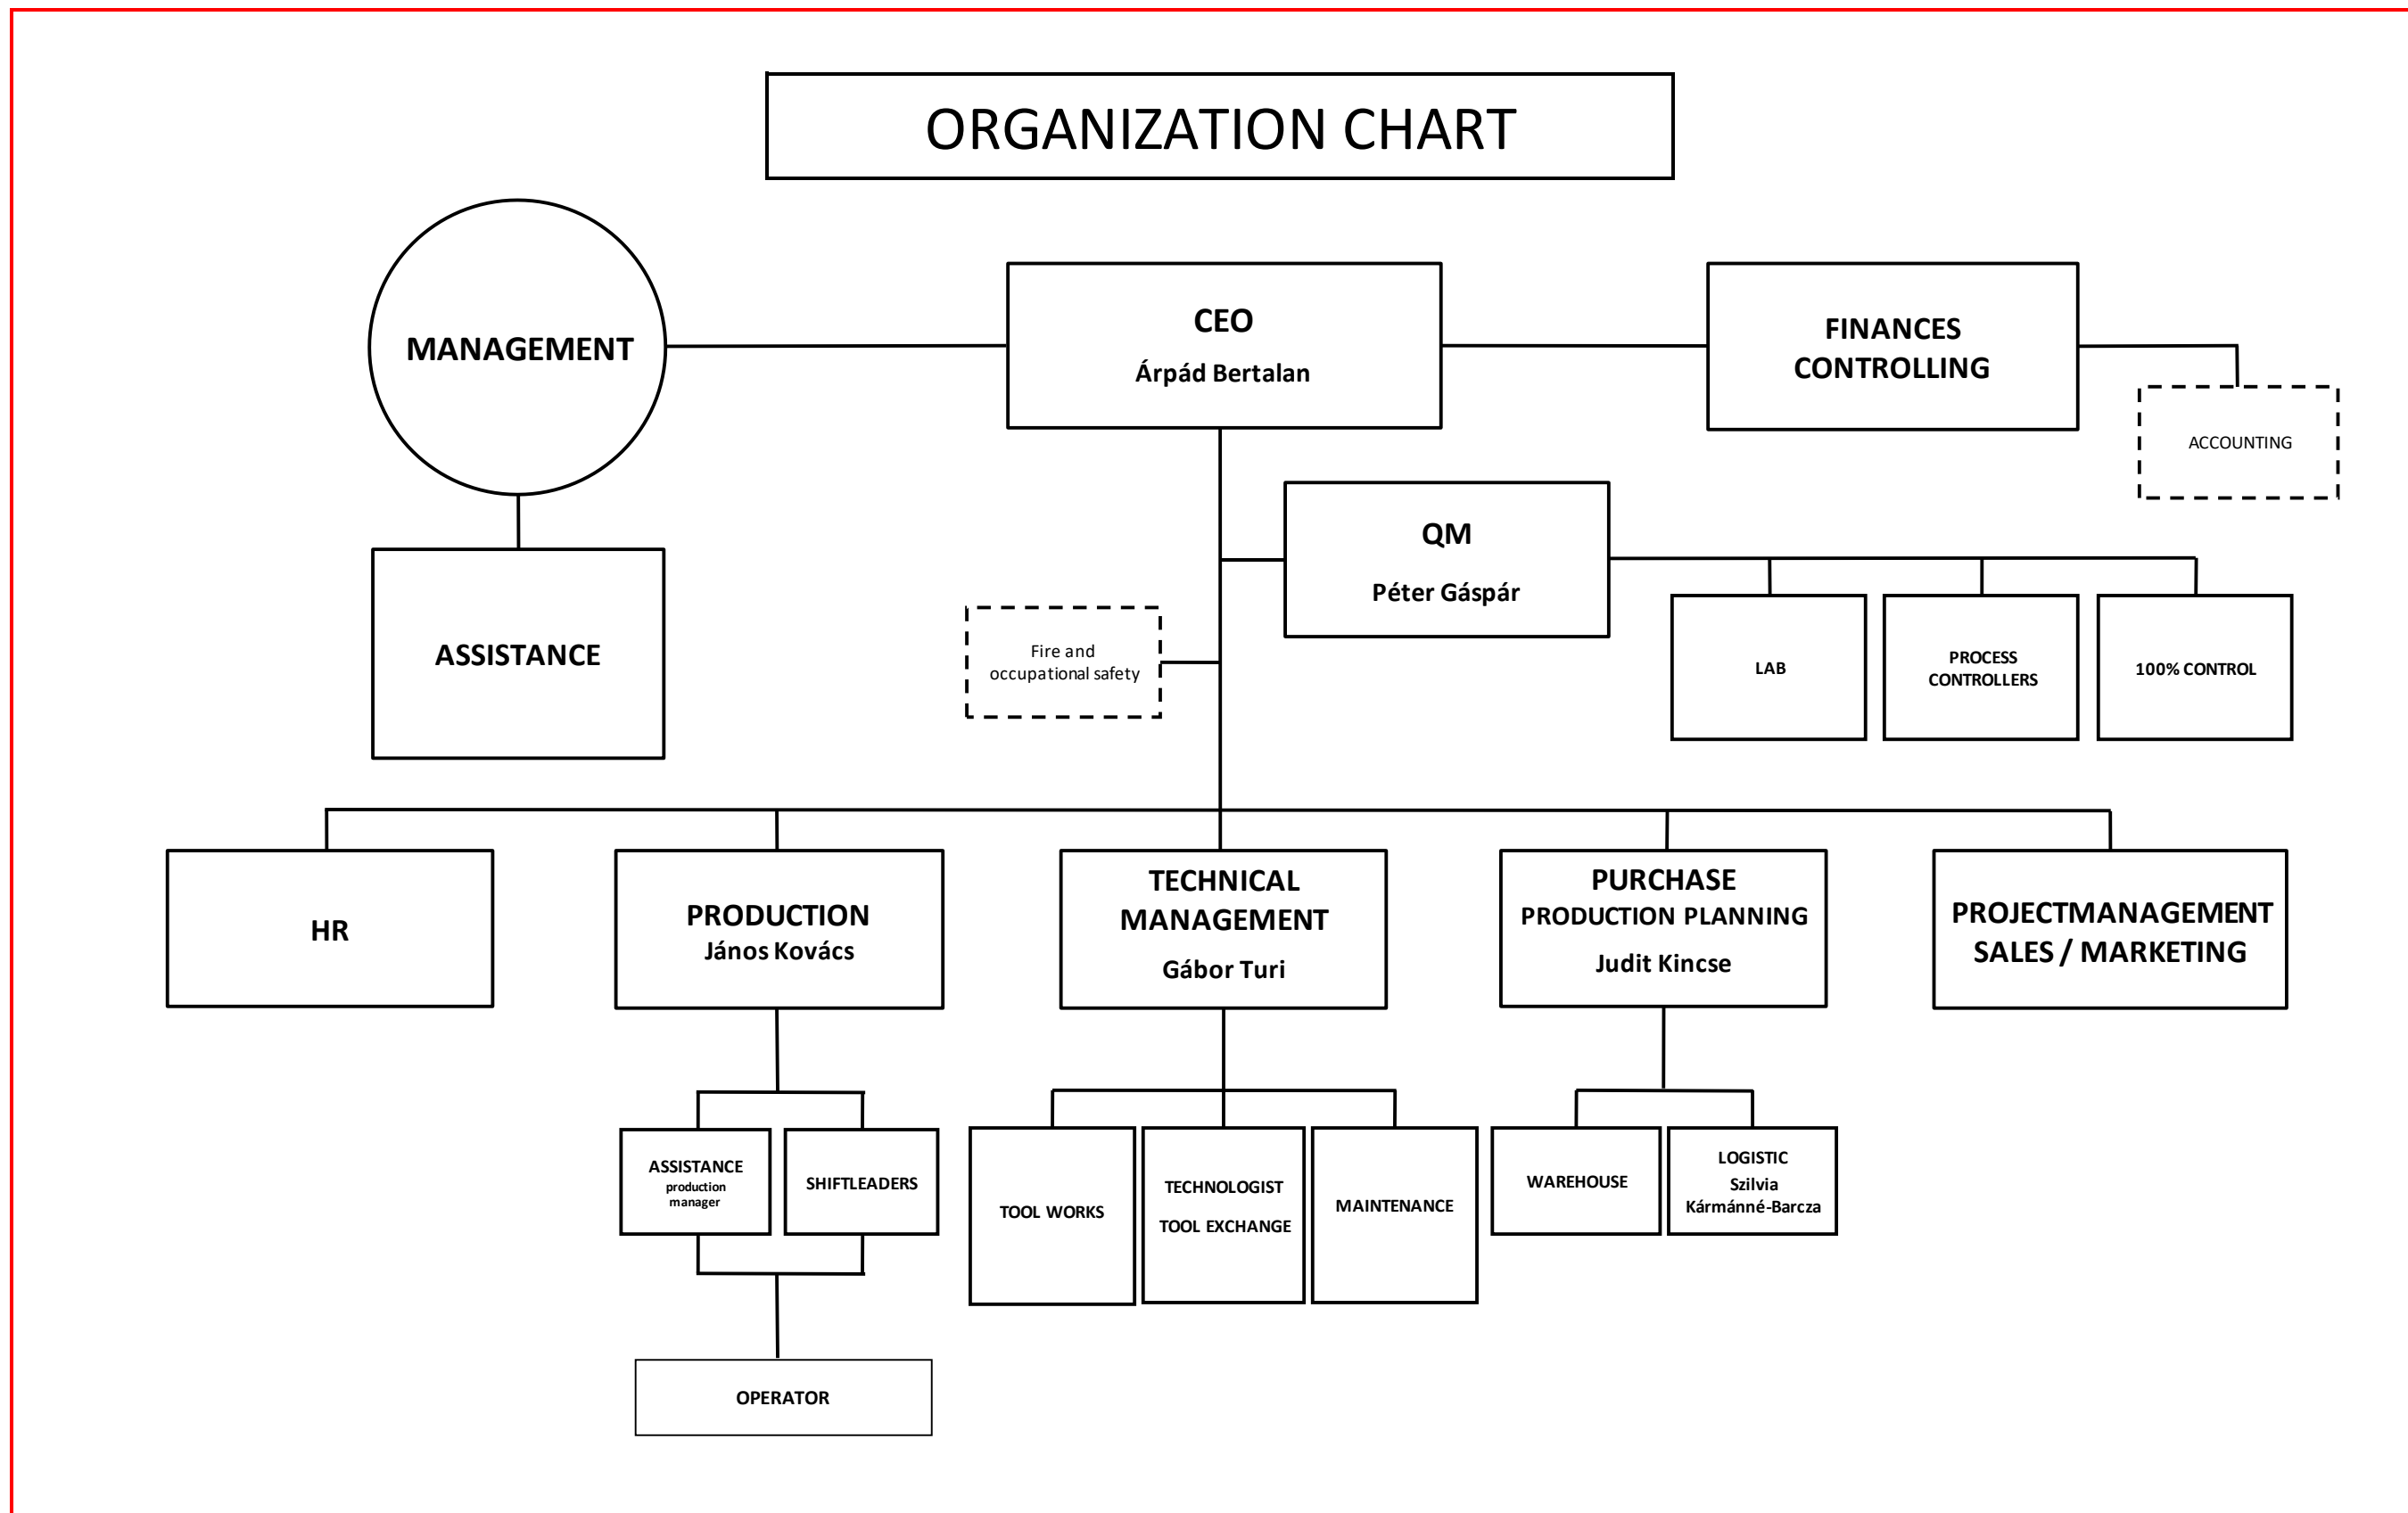 ORGANIZATION CHART
MANAGEMENT
CEO
Árpád Bertalan
FINANCES
CONTROLLING
ACCOUNTING
QM
Péter Gáspár
ASSISTANCE
Fire and
occupational safety
LAB
PROCESS
CONTROLLERS
100% CONTROL
HR
PRODUCTION
János Kovács
TECHNICAL
MANAGEMENT
Gábor Turi
PURCHASE
PRODUCTION PLANNING
Judit Kincse
PROJECTMANAGEMENT
SALES / MARKETING
ASSISTANCE
production
manager
SHIFTLEADERS
TOOL WORKS
TECHNOLOGIST
TOOL EXCHANGE
MAINTENANCE
WAREHOUSE
LOGISTIC
Szilvia
Kármánné-Barcza
OPERATOR